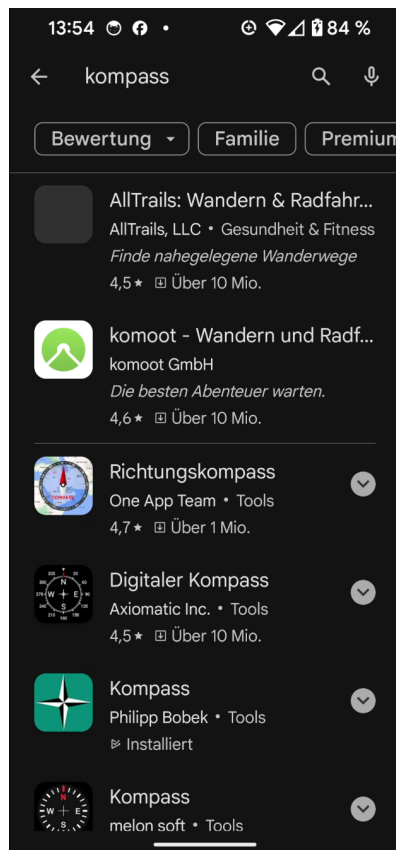 13:54
84 %
kompass
Bewertung
Familie
Premium
AllTrails: Wandern & Radfahr...
AllTrails, LLC • Gesundheit & Fitness
Finde nahegelegene Wanderwege
4,5★ Über 10 Mio.
komoot - Wandern und Radf...
komoot GmbH
Die besten Abenteuer warten.
4,6★ Über 10 Mio.
Richtungskompass
One App Team • Tools
4,7★ Über 1 Mio.
Digitaler Kompass
Axiomatic Inc. • Tools
4,5★ Über 10 Mio.
Kompass
Philipp Bobek • Tools
Installiert
Kompass
melon soft • Tools